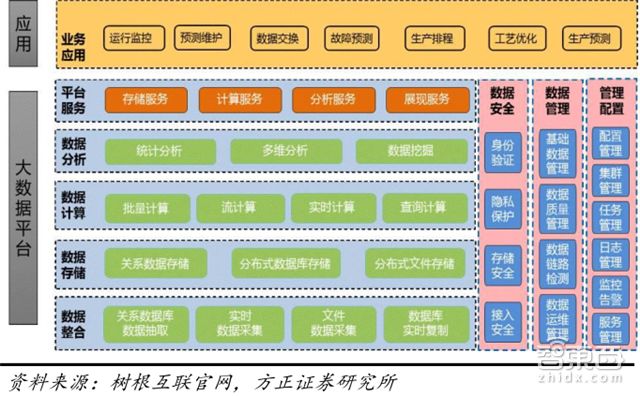 应用
业务
应用
运行监控
预测维护
数据交换
故障预测
生产排程
工艺优化
生产预测
大数据平台
平台
服务
存储服务
计算服务
分析服务
展现服务
数据
分析
统计分析
多维分析
数据挖掘
数据
计算
批量计算
流计算
实时计算
查询计算
数据
存储
关系数据存储
分布式数据库存储
分布式文件存储
数据
整合
关系数据库
数据抽取
实时
数据采集
文件
数据采集
数据库
实时复制
数据
安全
身份
验证
隐私
保护
存储
安全
接入
安全
数据
管理
基础
数据
管理
数据
质量
管理
数据
链路
检测
数据
运维
管理
管理
配置
配置
管理
集群
管理
任务
管理
日志
管理
监控
告警
服务
管理
智东西
zhidx.com
资料来源：树根互联官网，方正证券研究所